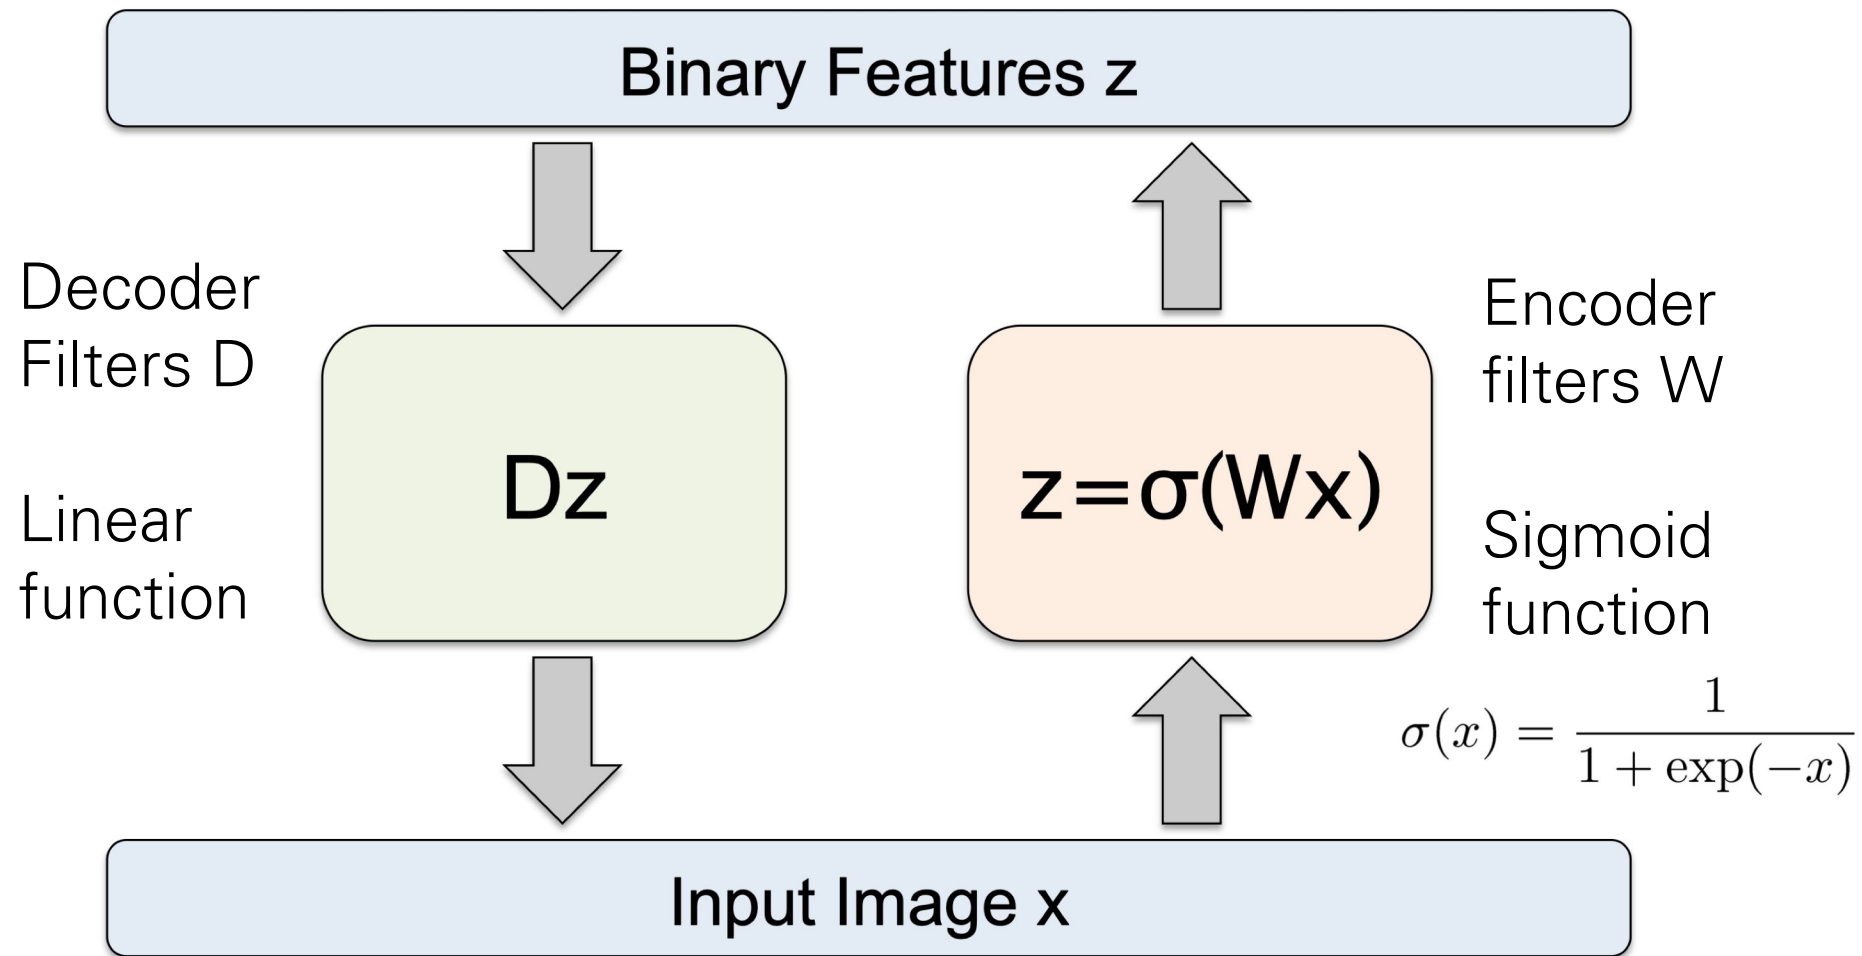 Binary Features z
Decoder
Filters D
Linear
function
Dz
z=σ(Wx)
Encoder
filters W
Sigmoid
function
σ(x) = 1 / (1 + exp(−x))
Input Image x